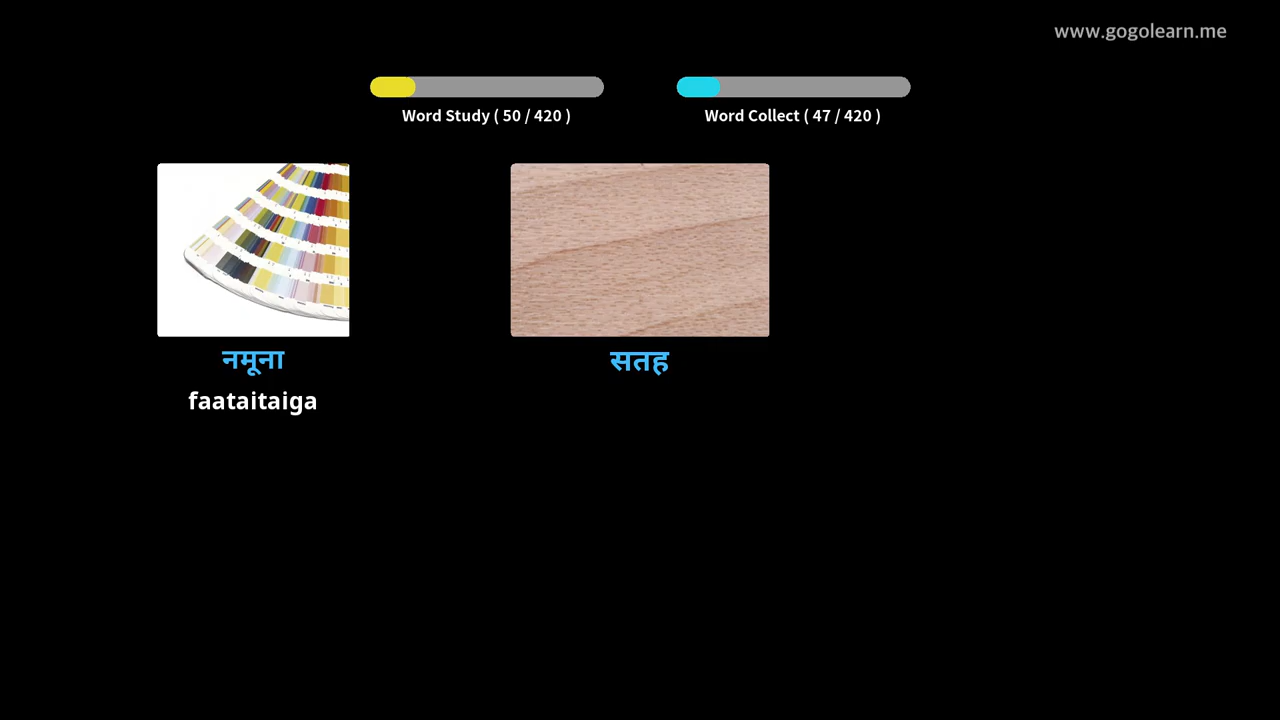 www.gogolearn.me
Word Study ( 50 / 420 )
Word Collect ( 47 / 420 )
नमूना
faataitaiga
सतह